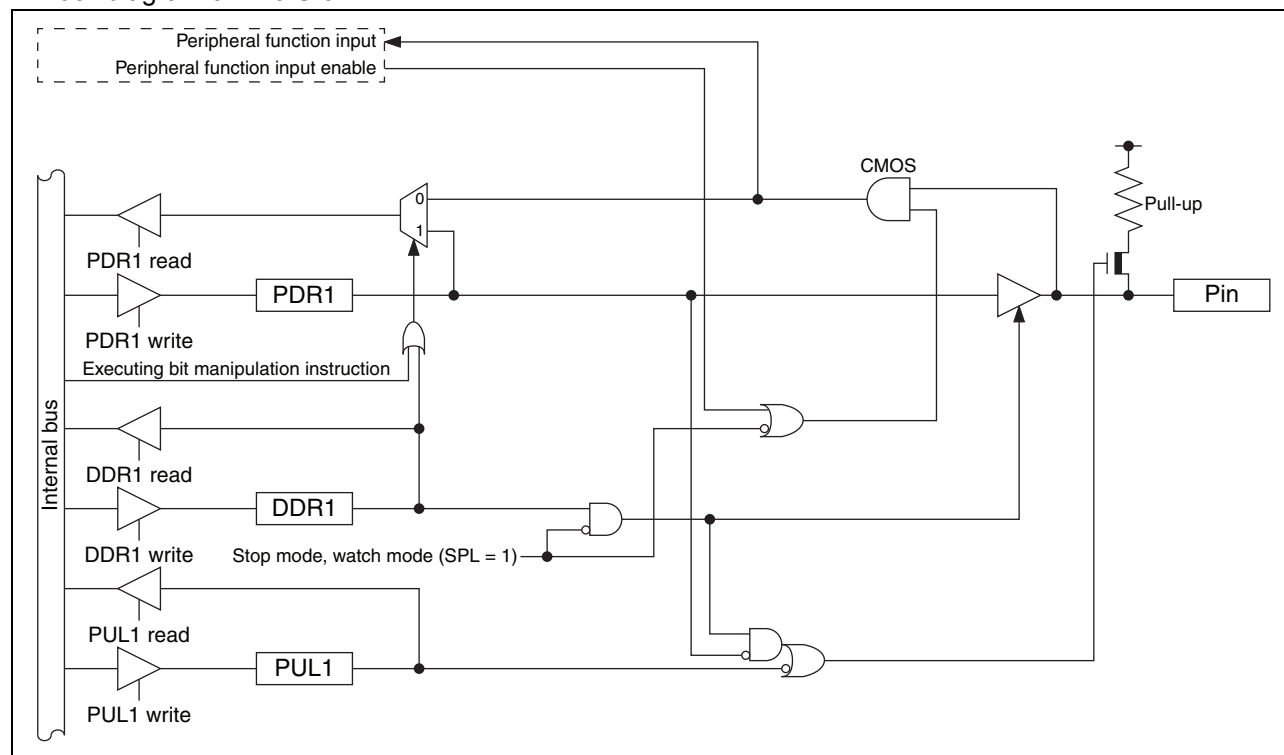 Peripheral function input
Peripheral function input enable
CMOS
0
Pull-up
1
PDR1 read
PDR1
Pin
PDR1 write
Executing bit manipulation instruction
Internal bus
DDR1 read
DDR1
DDR1 write
Stop mode, watch mode (SPL = 1)
PUL1 read
PUL1
PUL1 write